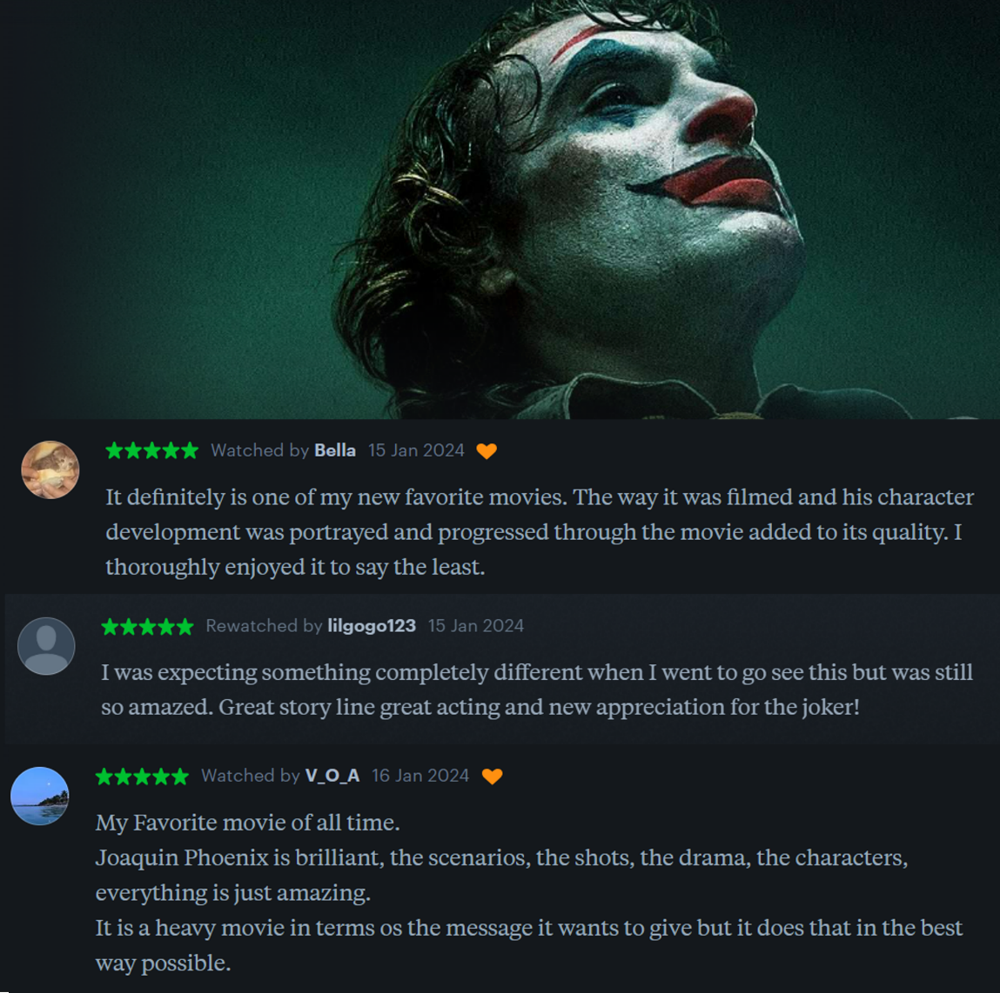 ★★★★★ Watched by Bella 15 Jan 2024
It definitely is one of my new favorite movies. The way it was filmed and his character
development was portrayed and progressed through the movie added to its quality. I
thoroughly enjoyed it to say the least.
★★★★★ Rewatched by lilgogo123 15 Jan 2024
I was expecting something completely different when I went to go see this but was still
so amazed. Great story line great acting and new appreciation for the joker!
★★★★★ Watched by V_O_A 16 Jan 2024
My Favorite movie of all time.
Joaquin Phoenix is brilliant, the scenarios, the shots, the drama, the characters,
everything is just amazing.
It is a heavy movie in terms os the message it wants to give but it does that in the best
way possible.